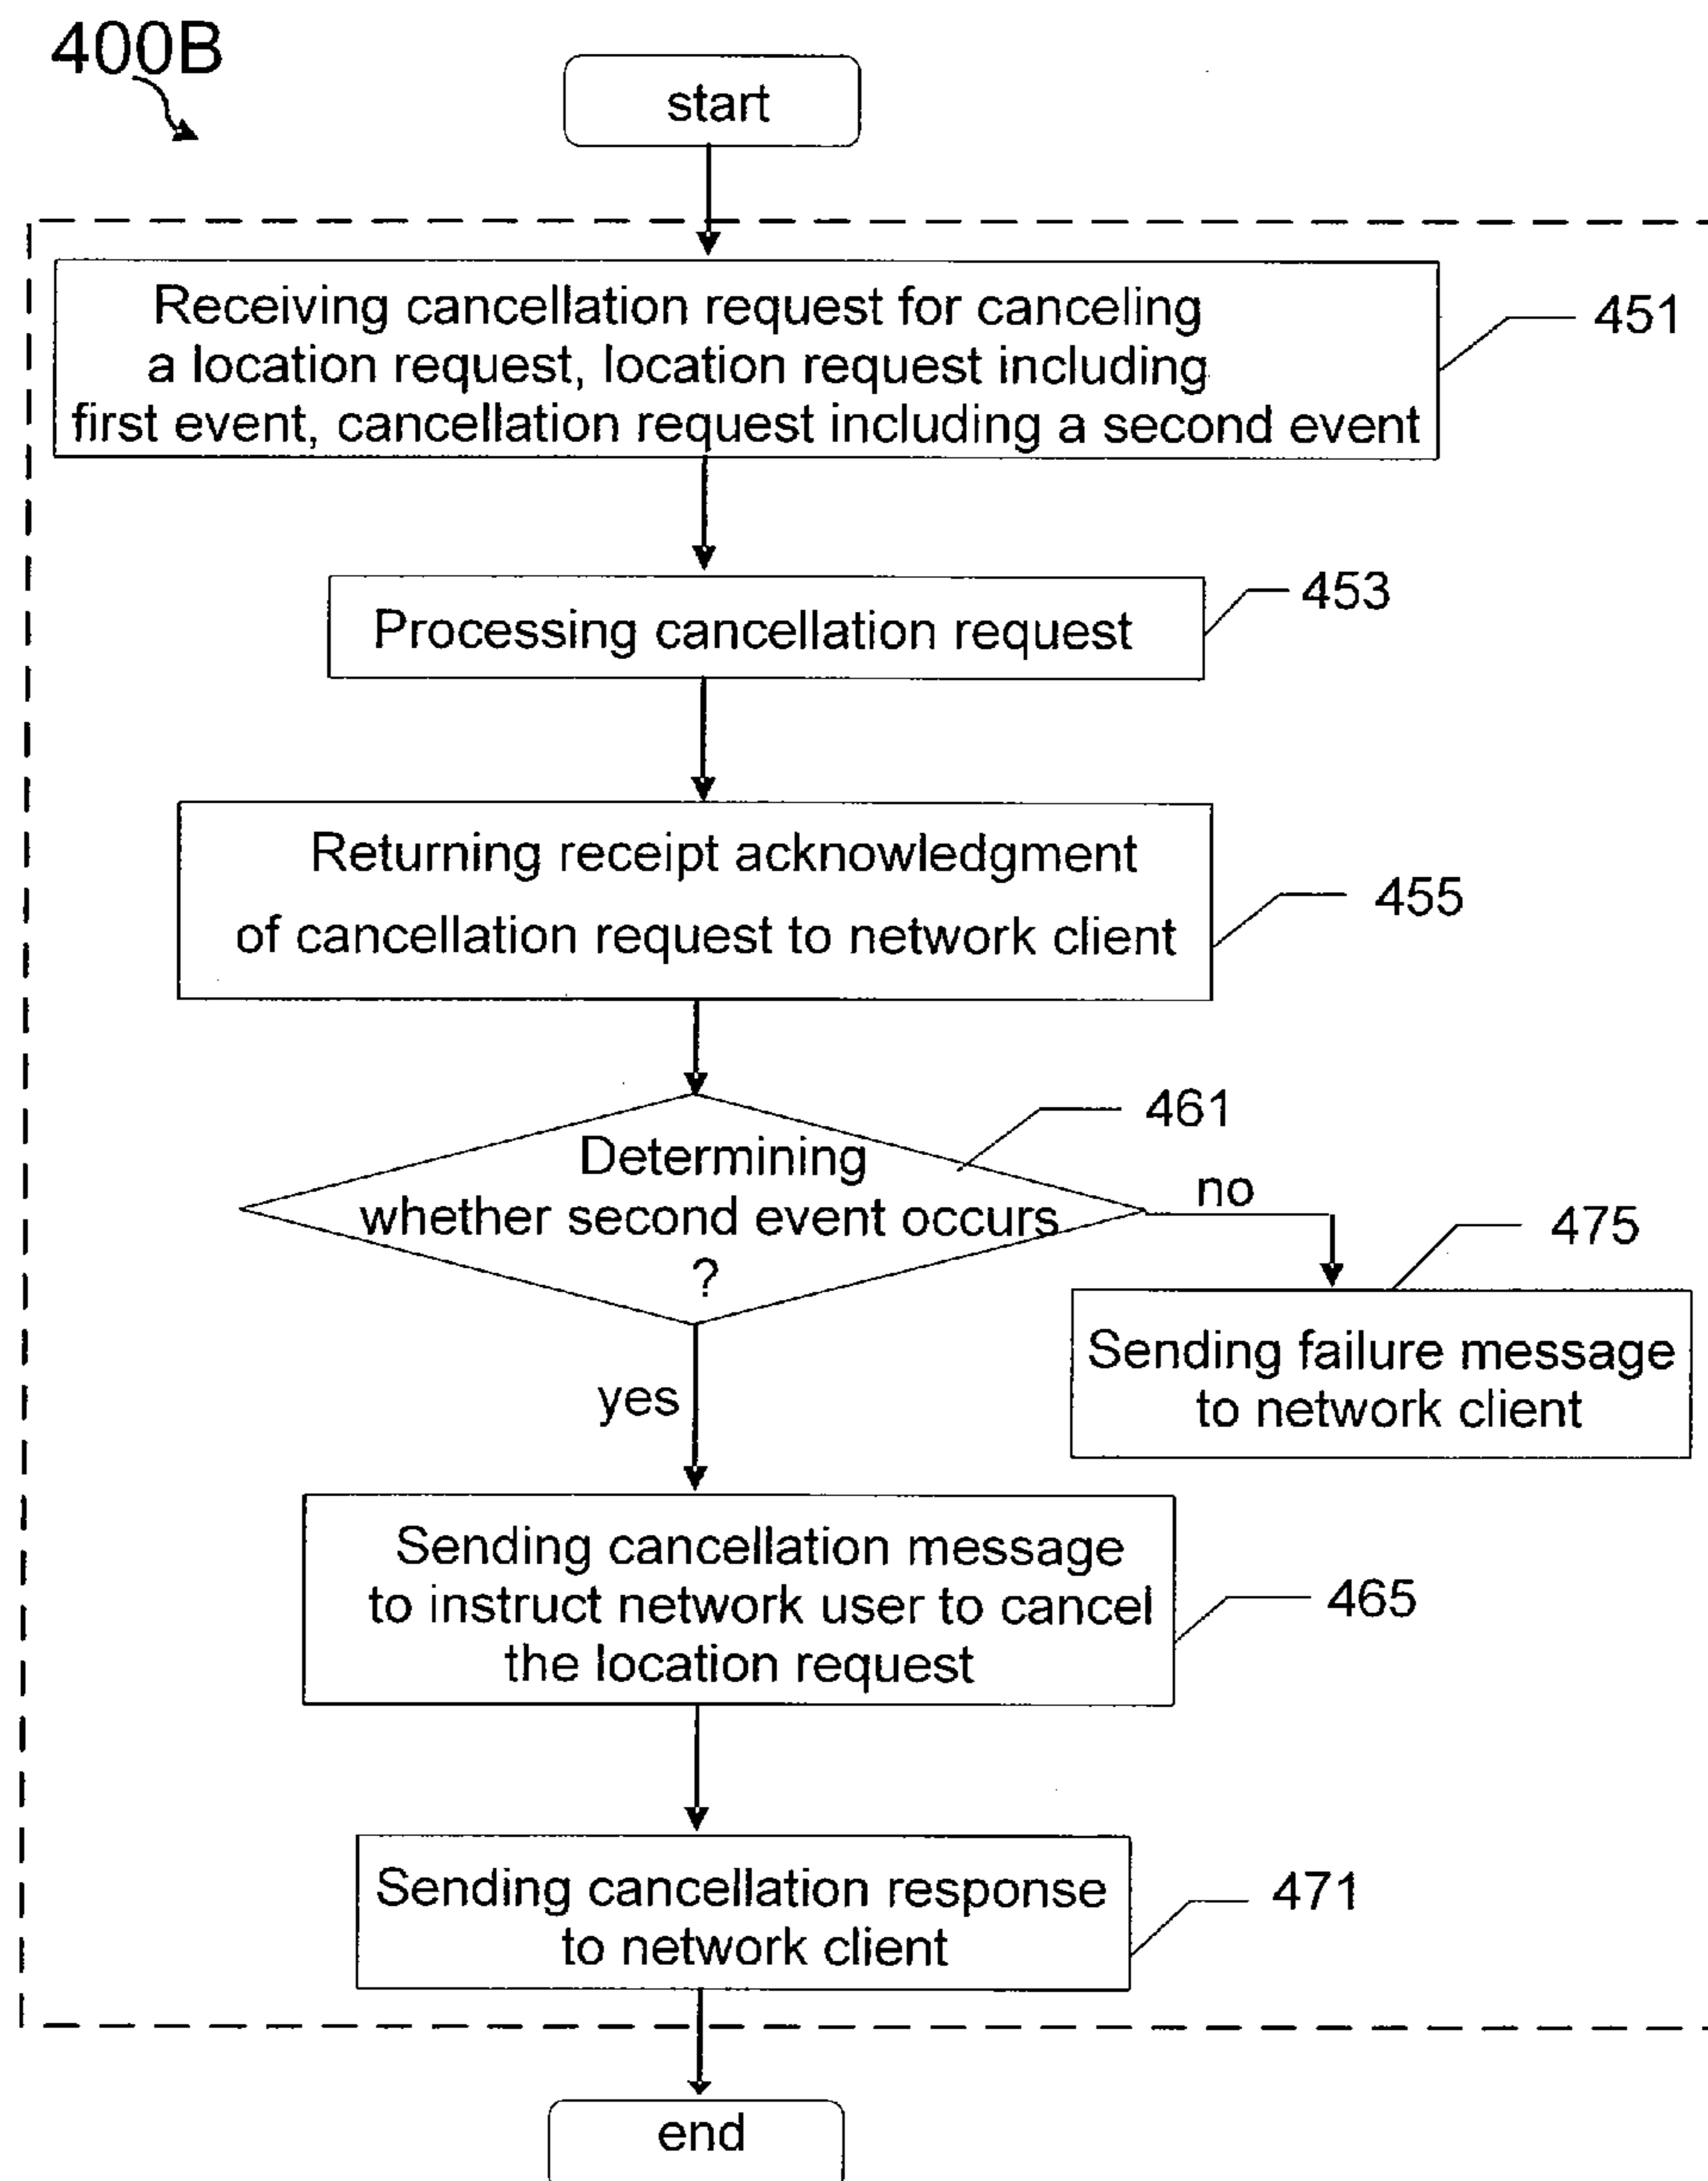 400B
start
Receiving cancellation request for canceling
a location request, location request including
first event, cancellation request including a second event
451
Processing cancellation request
453
Returning receipt acknowledgment
of cancellation request to network client
455
Determining
whether second event occurs
?
461
no
475
Sending failure message
to network client
yes
Sending cancellation message
to instruct network user to cancel
the location request
465
Sending cancellation response
to network client
471
end